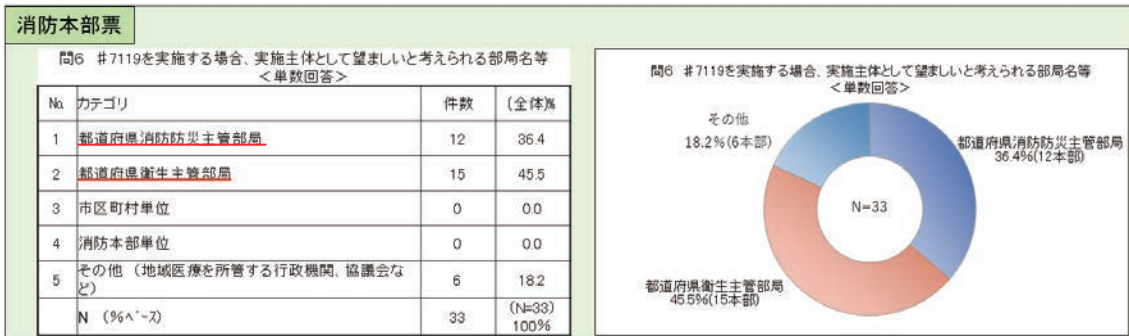 消防本部票
問6 ＃7119を実施する場合、実施主体として望ましいと考えられる部局名等
＜単数回答＞
No. カテゴリ 件数 (全体)%
1 都道府県消防防災主管部局 12 36.4
2 都道府県衛生主管部局 15 45.5
3 市区町村単位 0 0.0
4 消防本部単位 0 0.0
5 その他（地域医療を所管する行政機関、協議会など） 6 18.2
N （%ﾍﾞｰｽ） 33 (N=33) 100%
問6 ＃7119を実施する場合、実施主体として望ましいと考えられる部局名等
＜単数回答＞
その他
18.2%(6本部)
都道府県消防防災主管部局
36.4%(12本部)
N=33
都道府県衛生主管部局
45.5%(15本部)